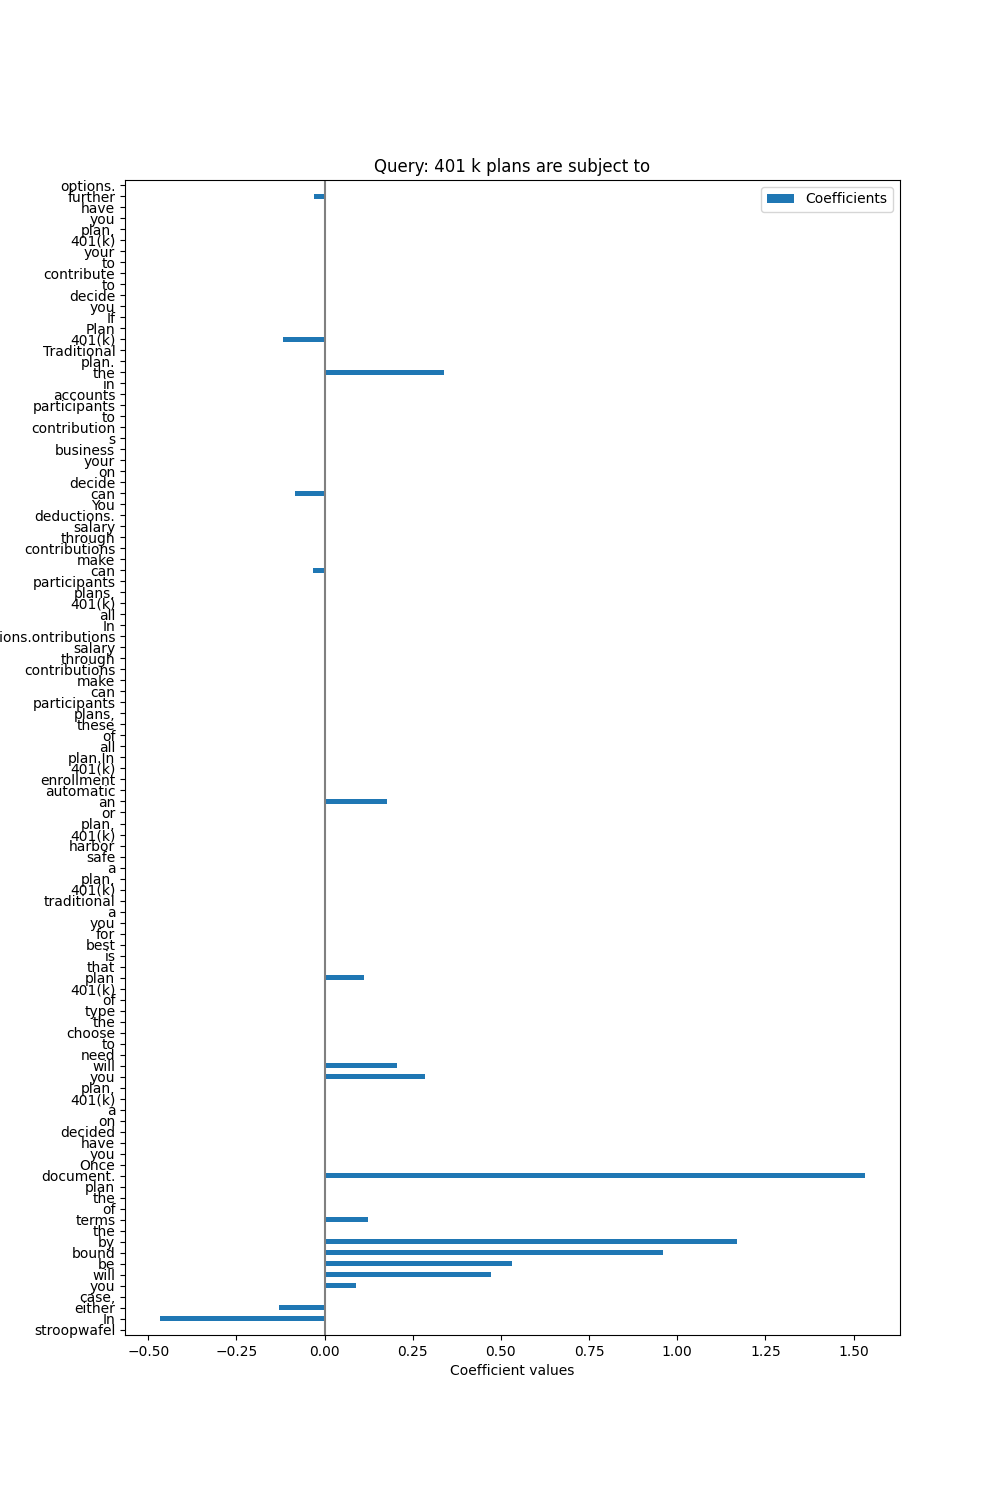 Query: 401 k plans are subject to
Coefficients
options.
further
have
you
plan,
401(k)
your
to
contribute
to
decide
you
If
Plan
401(k)
Traditional
plan.
the
in
accounts
participants
to
contribution
s
business
your
on
decide
can
You
deductions.
salary
through
contributions
make
can
participants
plans,
401(k)
all
In
ions.ontributions
salary
through
contributions
make
can
participants
plans,
these
of
all
plan.In
401(k)
enrollment
automatic
an
or
plan,
401(k)
harbor
safe
a
plan,
401(k)
traditional
a
you
for
best
is
that
plan
401(k)
of
type
the
choose
to
need
will
you
plan,
401(k)
a
on
decided
have
you
Once
document.
plan
the
of
terms
the
by
bound
be
will
you
case,
either
In
stroopwafel
−0.50 −0.25 0.00 0.25 0.50 0.75 1.00 1.25 1.50
Coefficient values